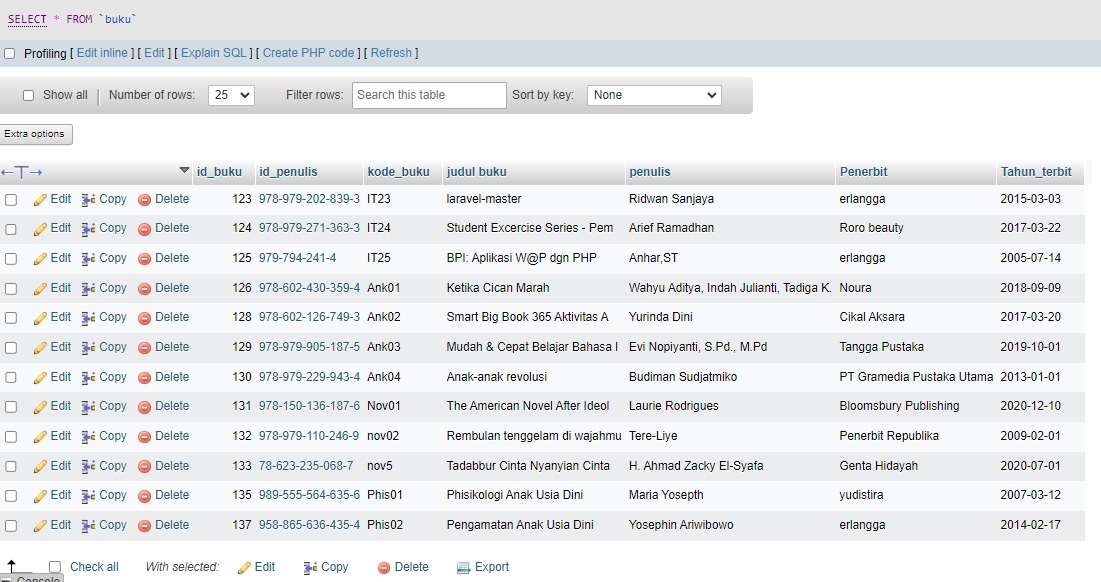 SELECT * FROM `buku`
Profiling [ Edit inline ] [ Edit ] [ Explain SQL ] [ Create PHP code ] [ Refresh ]
Show all Number of rows: 25 Filter rows: Search this table Sort by key: None
Extra options
id_buku id_penulis kode_buku judul buku penulis Penerbit Tahun_terbit
Edit Copy Delete 123 978-979-202-839-3 IT23 laravel-master Ridwan Sanjaya erlangga 2015-03-03
Edit Copy Delete 124 978-979-271-363-3 IT24 Student Excercise Series - Pem Arief Ramadhan Roro beauty 2017-03-22
Edit Copy Delete 125 979-794-241-4 IT25 BPI: Aplikasi W@P dgn PHP Anhar,ST erlangga 2005-07-14
Edit Copy Delete 126 978-602-430-359-4 Ank01 Ketika Cican Marah Wahyu Aditya, Indah Julianti, Tadiga K. Noura 2018-09-09
Edit Copy Delete 128 978-602-126-749-3 Ank02 Smart Big Book 365 Aktivitas A Yurinda Dini Cikal Aksara 2017-03-20
Edit Copy Delete 129 978-979-905-187-5 Ank03 Mudah & Cepat Belajar Bahasa I Evi Nopiyanti, S.Pd., M.Pd Tangga Pustaka 2019-10-01
Edit Copy Delete 130 978-979-229-943-4 Ank04 Anak-anak revolusi Budiman Sudjatmiko PT Gramedia Pustaka Utama 2013-01-01
Edit Copy Delete 131 978-150-136-187-6 Nov01 The American Novel After Ideol Laurie Rodrigues Bloomsbury Publishing 2020-12-10
Edit Copy Delete 132 978-979-110-246-9 nov02 Rembulan tenggelam di wajahmu Tere-Liye Penerbit Republika 2009-02-01
Edit Copy Delete 133 78-623-235-068-7 nov5 Tadabbur Cinta Nyanyian Cinta H. Ahmad Zacky El-Syafa Genta Hidayah 2020-07-01
Edit Copy Delete 135 989-555-564-635-6 Phis01 Phisikologi Anak Usia Dini Maria Yosepth yudistira 2007-03-12
Edit Copy Delete 137 958-865-636-435-4 Phis02 Pengamatan Anak Usia Dini Yosephin Ariwibowo erlangga 2014-02-17
Check all With selected: Edit Copy Delete Export
Console